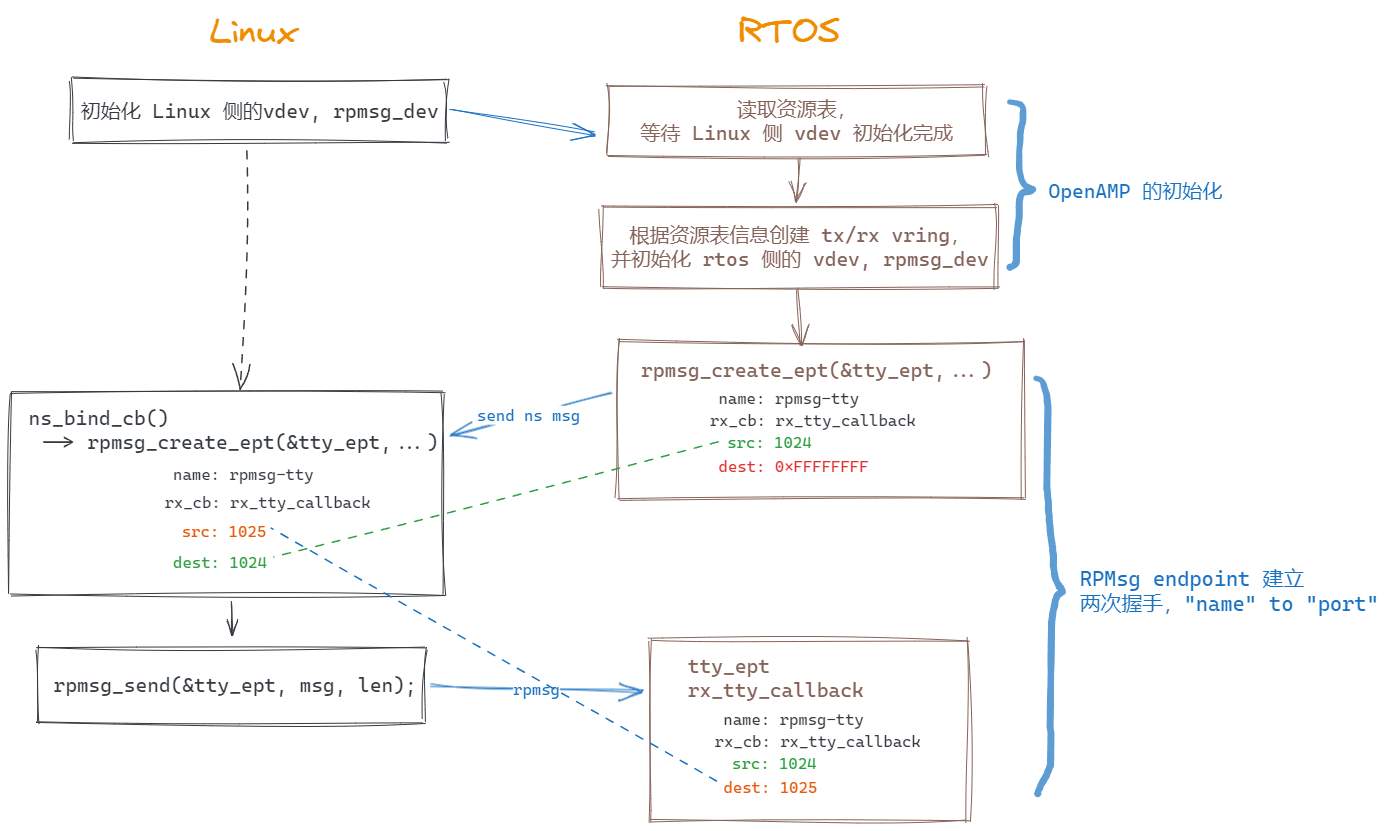 Linux
RTOS
初始化 Linux 侧的vdev, rpmsg_dev
读取资源表，
等待 Linux 侧 vdev 初始化完成
OpenAMP 的初始化
根据资源表信息创建 tx/rx vring，
并初始化 rtos 侧的 vdev, rpmsg_dev
rpmsg_create_ept(&tty_ept,...)
name: rpmsg-tty
rx_cb: rx_tty_callback
src: 1024
dest: 0xFFFFFFFF
send ns msg
ns_bind_cb()
rpmsg_create_ept(&tty_ept,...)
name: rpmsg-tty
rx_cb: rx_tty_callback
src: 1025
dest: 1024
RPMsg endpoint 建立
两次握手，"name" to "port"
rpmsg_send(&tty_ept, msg, len);
rpmsg
tty_ept
rx_tty_callback
name: rpmsg-tty
rx_cb: rx_tty_callback
src: 1024
dest: 1025